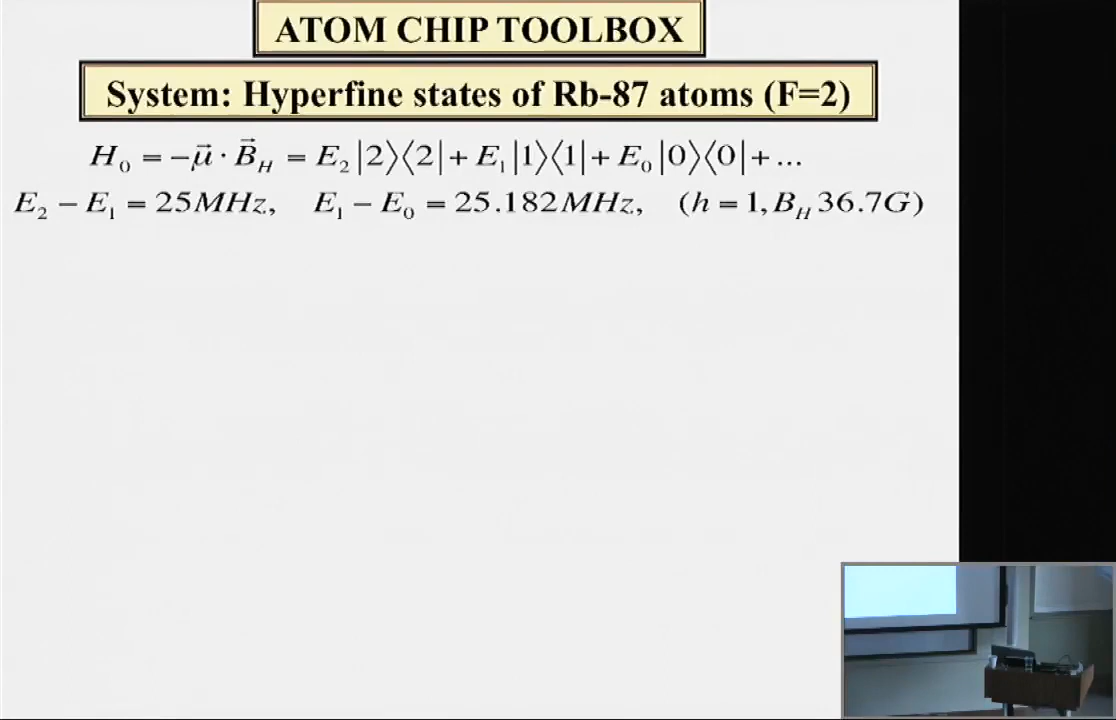 ATOM CHIP TOOLBOX
System: Hyperfine states of Rb-87 atoms (F=2)
H₀ = −μ⃗ · B⃗_H = E₂|2⟩⟨2| + E₁|1⟩⟨1| + E₀|0⟩⟨0| + ...
E₂ − E₁ = 25MHz, E₁ − E₀ = 25.182MHz, (h = 1, B_H 36.7G)